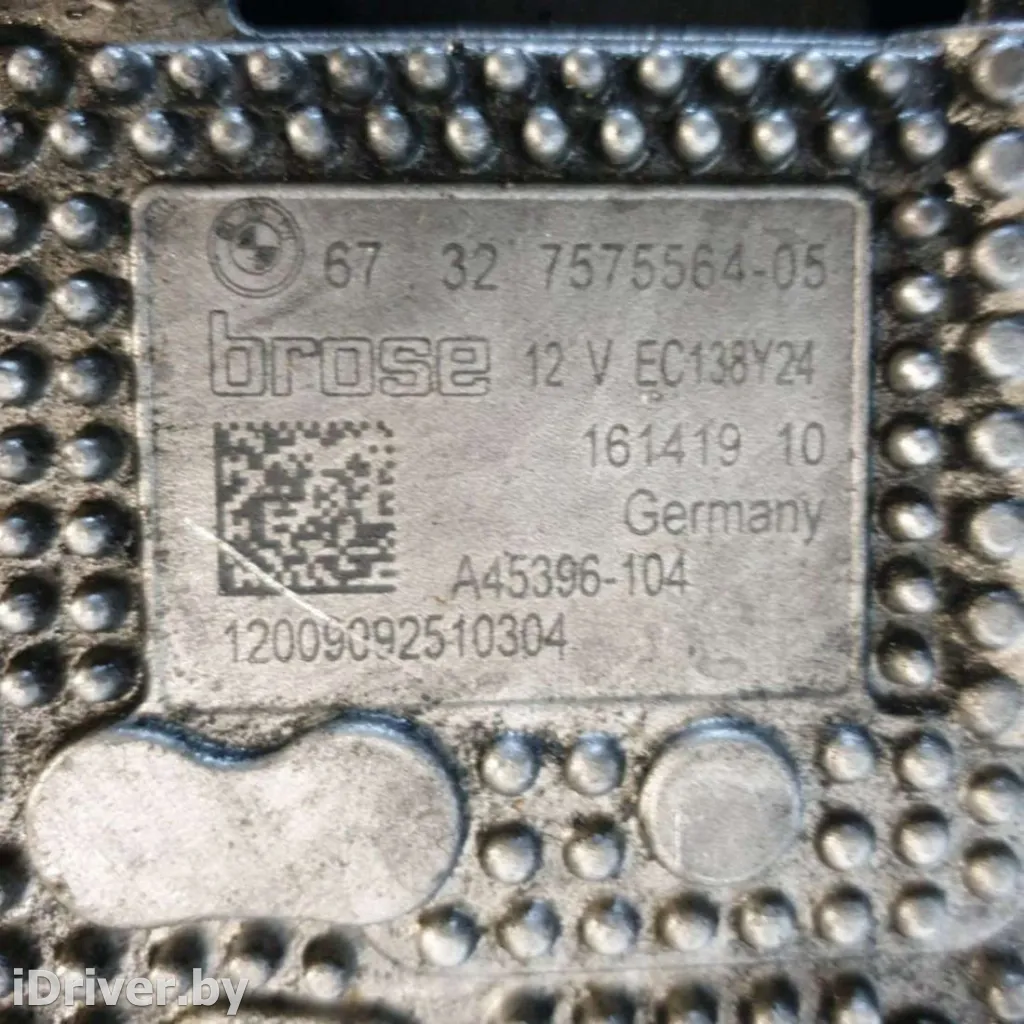 67 32 7575564-05
brose 12 V EC138Y24
161419 10
Germany
A45396-104
12009092510304
iDriver.by